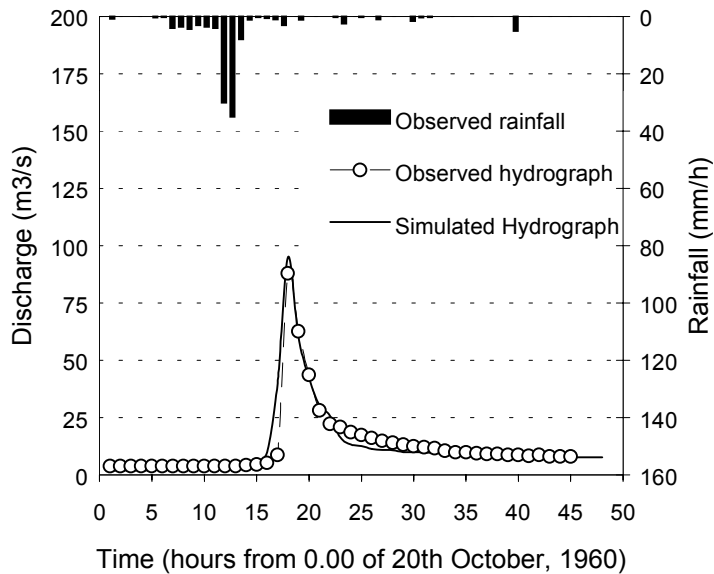 200
175
150
125
100
75
50
25
0
Discharge (m3/s)
0
20
40
60
80
100
120
140
160
Rainfall (mm/h)
Observed rainfall
Observed hydrograph
Simulated Hydrograph
0 5 10 15 20 25 30 35 40 45 50
Time (hours from 0.00 of 20th October, 1960)